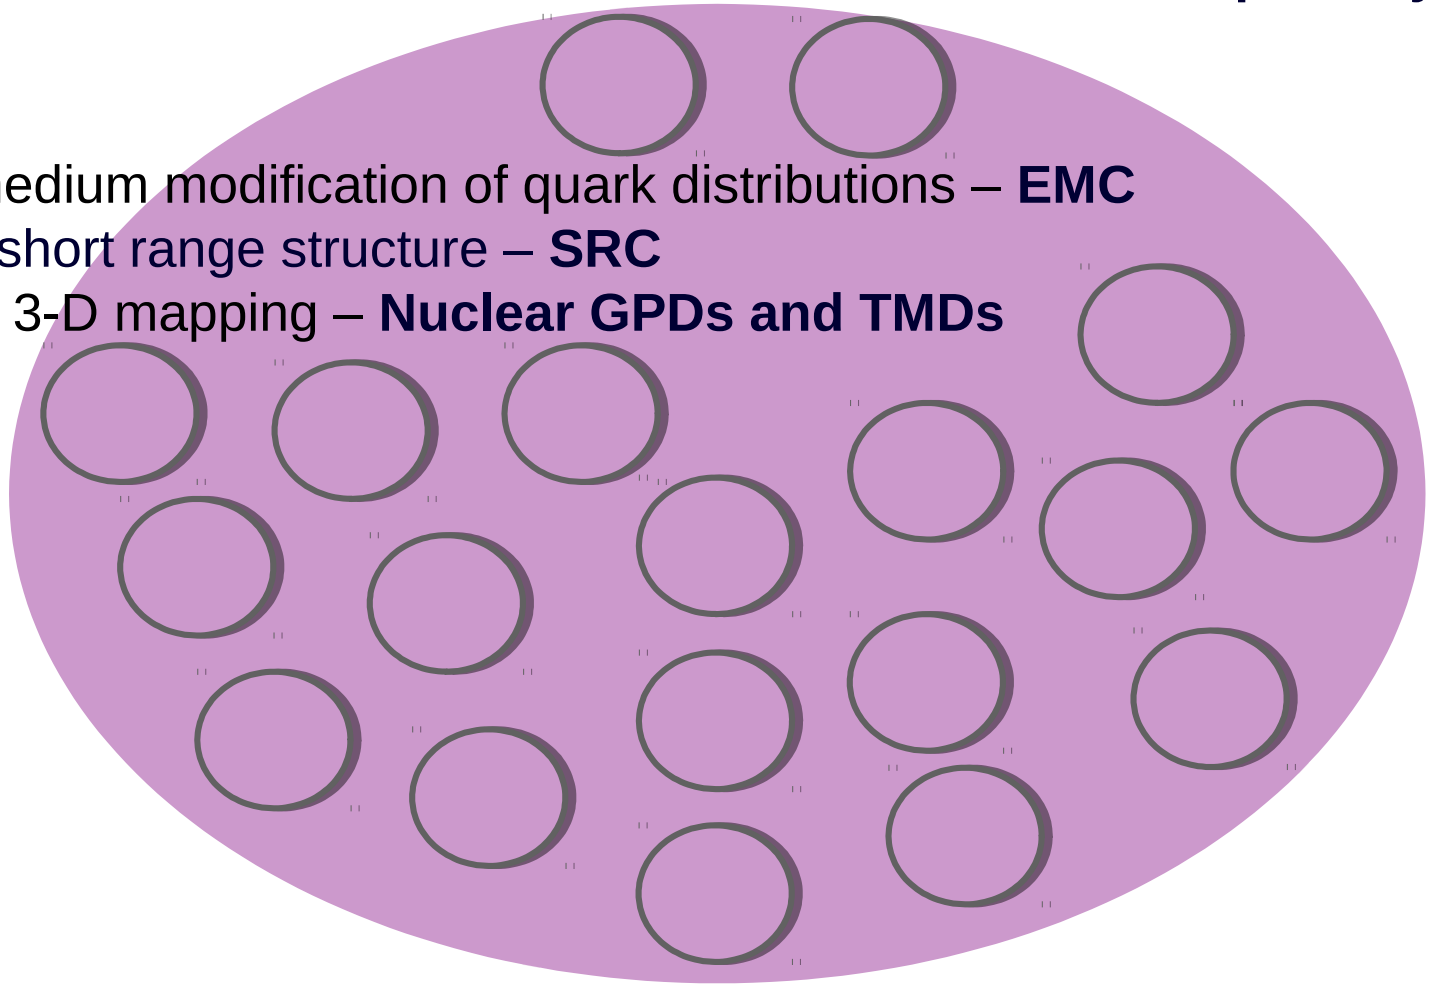 edium modification of quark distributions – EMC
short range structure – SRC
3-D mapping – Nuclear GPDs and TMDs